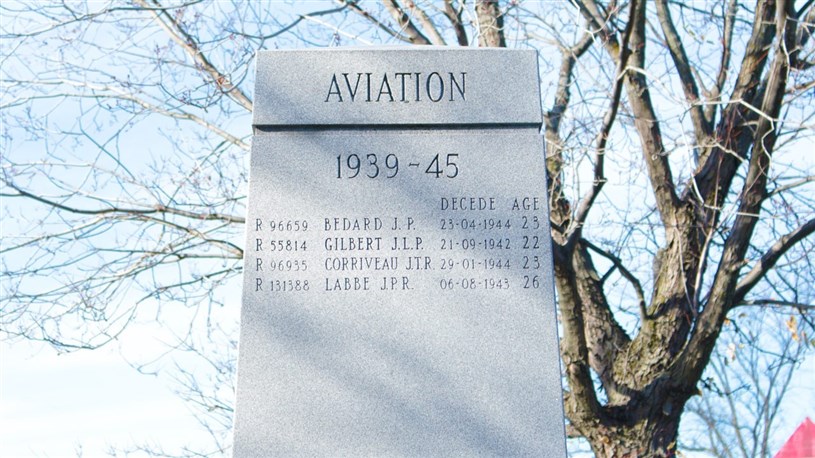 AVIATION
1939-45
DECEDE AGE
R 96659 BEDARD J.P. 23-04-1944 23
R 55814 GILBERT J.L.P. 21-09-1942 22
R 96935 CORRIVEAU J.T.R. 29-01-1944 23
R 131388 LABBE J.P.R. 06-08-1943 26